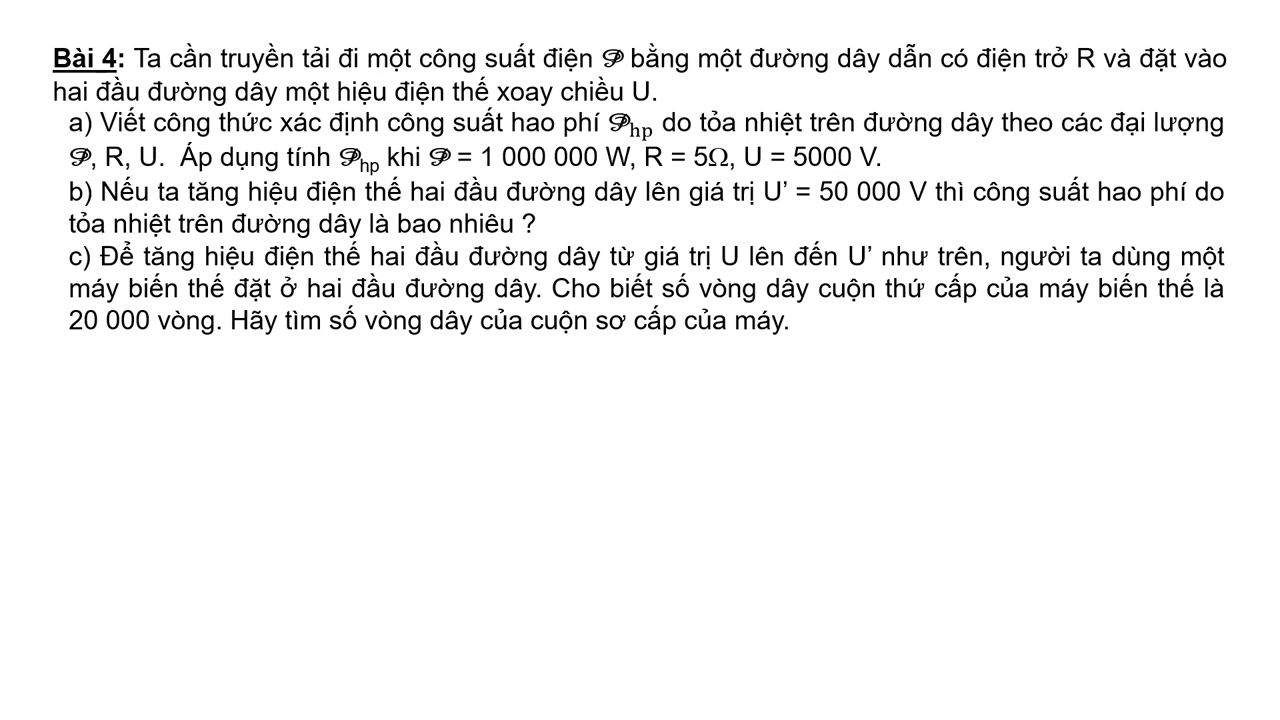 Bài 4: Ta cần truyền tải đi một công suất điện 𝒫 bằng một đường dây dẫn có điện trở R và đặt vào
hai đầu đường dây một hiệu điện thế xoay chiều U.
a) Viết công thức xác định công suất hao phí 𝒫hp do tỏa nhiệt trên đường dây theo các đại lượng
𝒫, R, U. Áp dụng tính 𝒫hp khi 𝒫 = 1 000 000 W, R = 5Ω, U = 5000 V.
b) Nếu ta tăng hiệu điện thế hai đầu đường dây lên giá trị U’ = 50 000 V thì công suất hao phí do
tỏa nhiệt trên đường dây là bao nhiêu ?
c) Để tăng hiệu điện thế hai đầu đường dây từ giá trị U lên đến U’ như trên, người ta dùng một
máy biến thế đặt ở hai đầu đường dây. Cho biết số vòng dây cuộn thứ cấp của máy biến thế là
20 000 vòng. Hãy tìm số vòng dây của cuộn sơ cấp của máy.